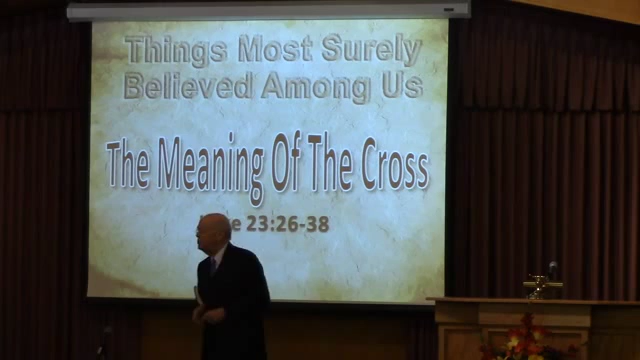 Things Most Surely
Believed Among Us
The Meaning Of The Cross
23:26-38